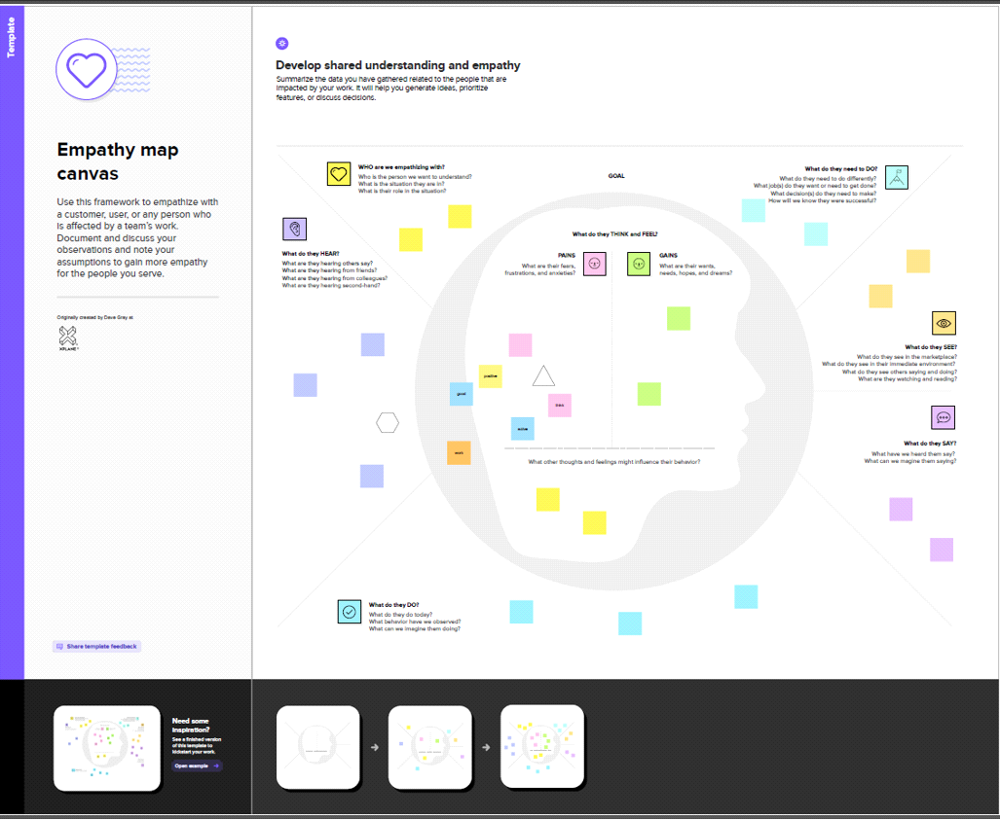 Template
Empathy map
canvas
Use this framework to empathize with
a customer, user, or any person who
is affected by a team's work.
Document and discuss your
observations and note your
assumptions to gain more empathy
for the people you serve.
Originally created by Dave Gray at
XPLANE
Share template feedback
Develop shared understanding and empathy
Summarize the data you have gathered related to the people that are
impacted by your work. It will help you generate ideas, prioritize
features, or discuss decisions.
WHO are we empathizing with?
Who is the person we want to understand?
What is the situation they are in?
What is their role in the situation?
GOAL
What do they need to DO?
What do they need to do differently?
What job(s) do they want or need to get done?
What decision(s) do they need to make?
How will we know they were successful?
What do they HEAR?
What are they hearing others say?
What are they hearing from friends?
What are they hearing from colleagues?
What are they hearing second-hand?
What do they THINK and FEEL?
PAINS
What are their fears,
frustrations, and anxieties?
GAINS
What are their wants,
needs, hopes, and dreams?
What do they SEE?
What do they see in the marketplace?
What do they see in their immediate environment?
What do they see others saying and doing?
What are they watching and reading?
positive
goal
work
What do they SAY?
What have we heard them say?
What can we imagine them saying?
What other thoughts and feelings might influence their behavior?
What do they DO?
What do they do today?
What behavior have we observed?
What can we imagine them doing?
Need some
inspiration?
See a finished version
of this template to
kickstart your work.
Open example